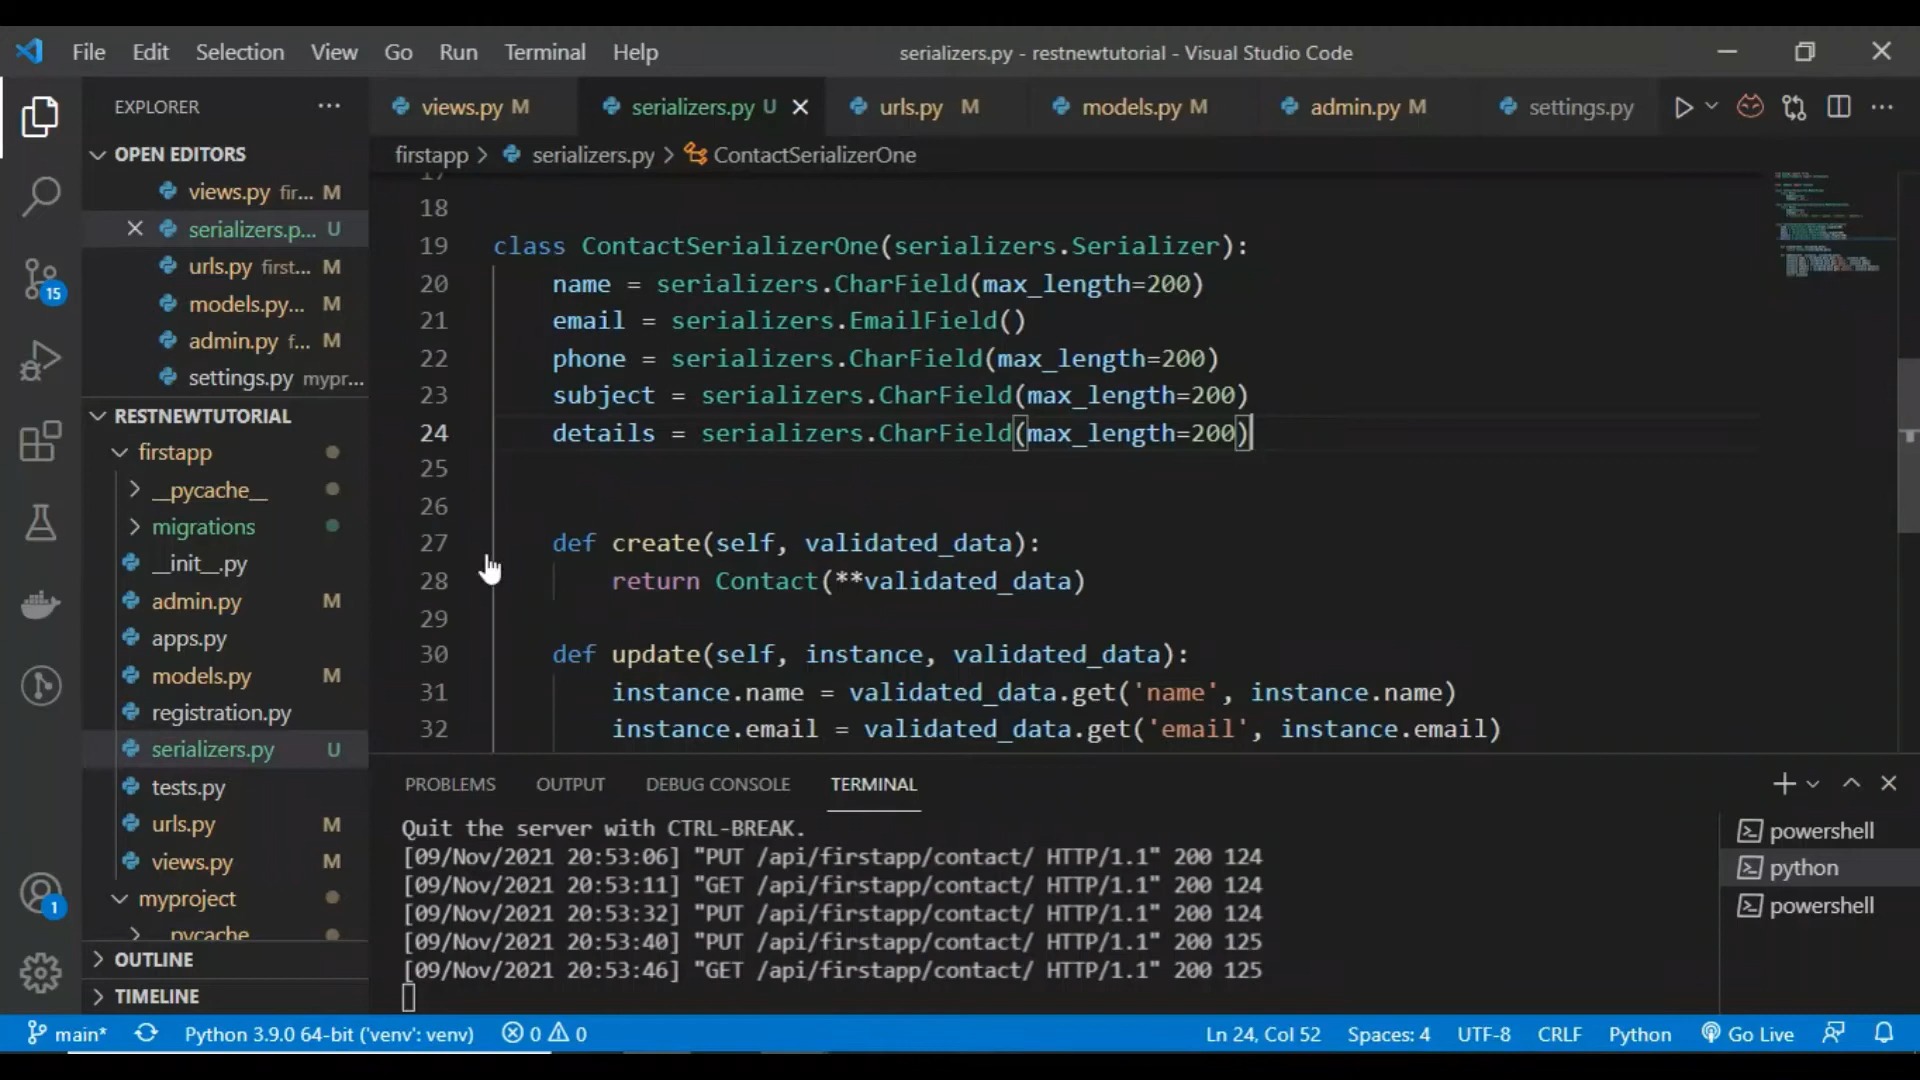 File Edit Selection View Go Run Terminal Help
serializers.py - restnewtutorial - Visual Studio Code
EXPLORER
views.py M
serializers.py U
urls.py M
models.py M
admin.py M
settings.py
OPEN EDITORS
views.py fir... M
serializers.p... U
urls.py first... M
models.py... M
admin.py f... M
settings.py mypr...
RESTNEWTUTORIAL
firstapp
__pycache__
migrations
__init__.py
admin.py M
apps.py
models.py M
registration.py
serializers.py U
tests.py
urls.py M
views.py M
myproject
pycache
OUTLINE
TIMELINE
15
1
firstapp > serializers.py > ContactSerializerOne
17
18
19 class ContactSerializerOne(serializers.Serializer):
20 name = serializers.CharField(max_length=200)
21 email = serializers.EmailField()
22 phone = serializers.CharField(max_length=200)
23 subject = serializers.CharField(max_length=200)
24 details = serializers.CharField(max_length=200)
25
26
27 def create(self, validated_data):
28 return Contact(**validated_data)
29
30 def update(self, instance, validated_data):
31 instance.name = validated_data.get('name', instance.name)
32 instance.email = validated_data.get('email', instance.email)
PROBLEMS OUTPUT DEBUG CONSOLE TERMINAL
Quit the server with CTRL-BREAK.
[09/Nov/2021 20:53:06] "PUT /api/firstapp/contact/ HTTP/1.1" 200 124
[09/Nov/2021 20:53:11] "GET /api/firstapp/contact/ HTTP/1.1" 200 124
[09/Nov/2021 20:53:32] "PUT /api/firstapp/contact/ HTTP/1.1" 200 124
[09/Nov/2021 20:53:40] "PUT /api/firstapp/contact/ HTTP/1.1" 200 125
[09/Nov/2021 20:53:46] "GET /api/firstapp/contact/ HTTP/1.1" 200 125
powershell
python
powershell
main* Python 3.9.0 64-bit ('venv': venv) 0 0 Ln 24, Col 52 Spaces: 4 UTF-8 CRLF Python Go Live